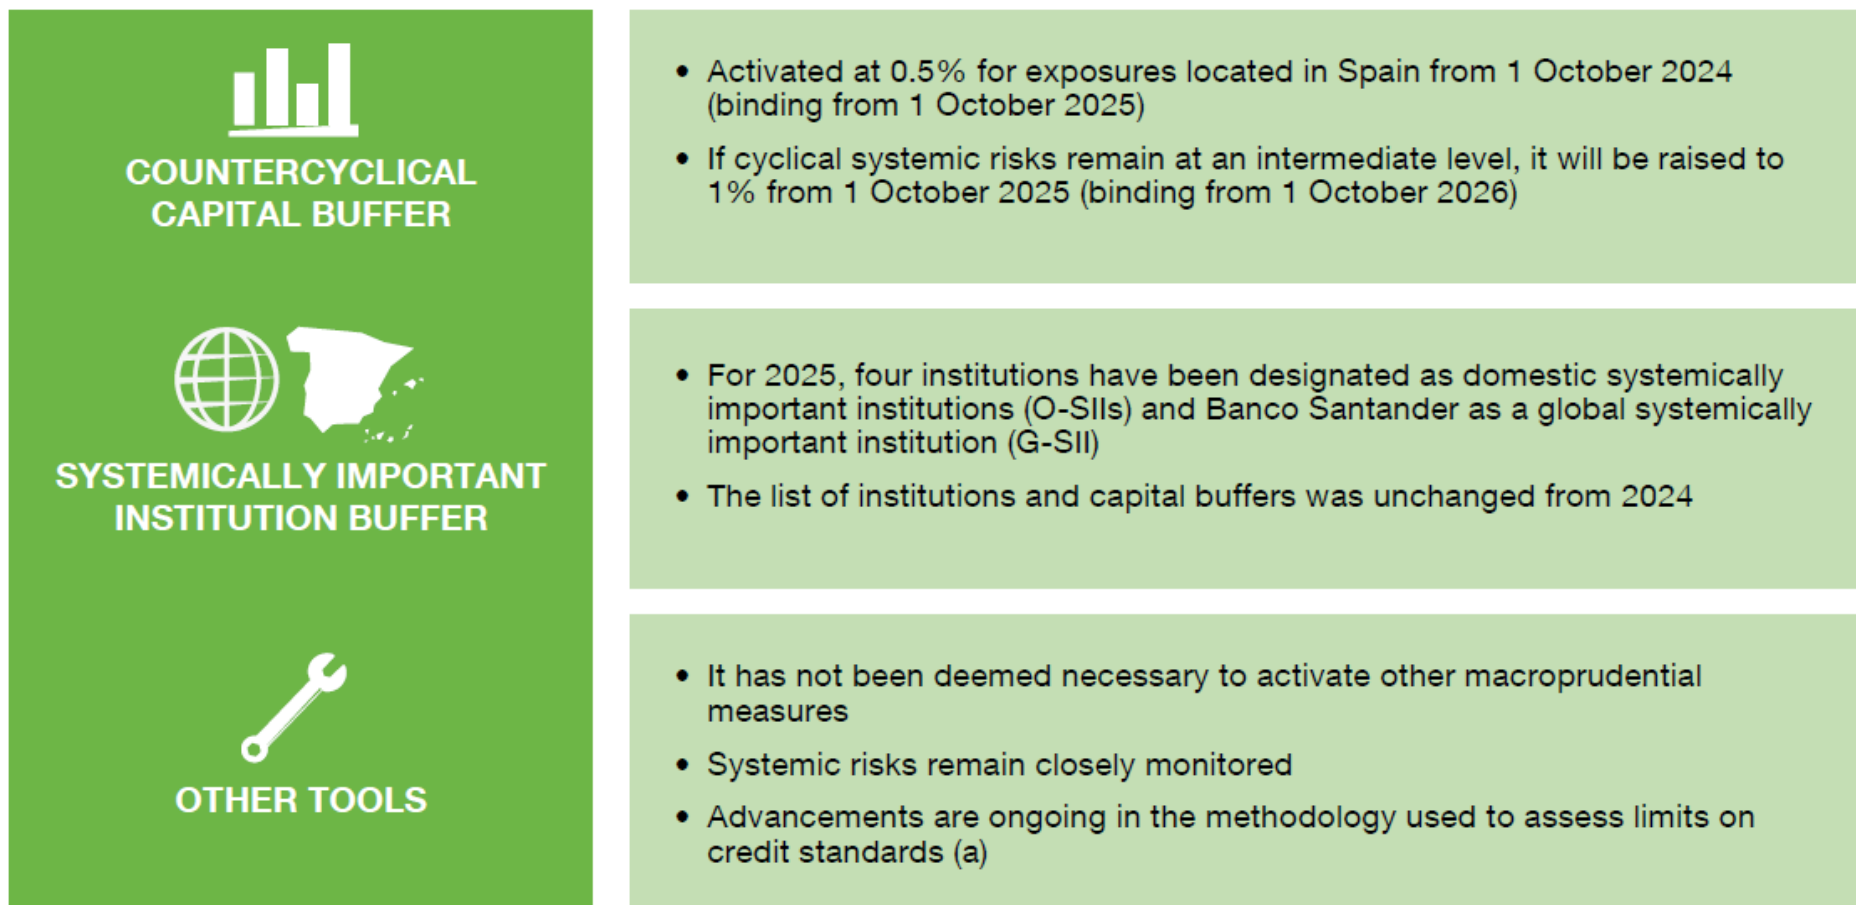 COUNTERCYCLICAL
CAPITAL BUFFER
• Activated at 0.5% for exposures located in Spain from 1 October 2024
(binding from 1 October 2025)
• If cyclical systemic risks remain at an intermediate level, it will be raised to
1% from 1 October 2025 (binding from 1 October 2026)
SYSTEMICALLY IMPORTANT
INSTITUTION BUFFER
• For 2025, four institutions have been designated as domestic systemically
important institutions (O-SIIs) and Banco Santander as a global systemically
important institution (G-SII)
• The list of institutions and capital buffers was unchanged from 2024
OTHER TOOLS
• It has not been deemed necessary to activate other macroprudential
measures
• Systemic risks remain closely monitored
• Advancements are ongoing in the methodology used to assess limits on
credit standards (a)